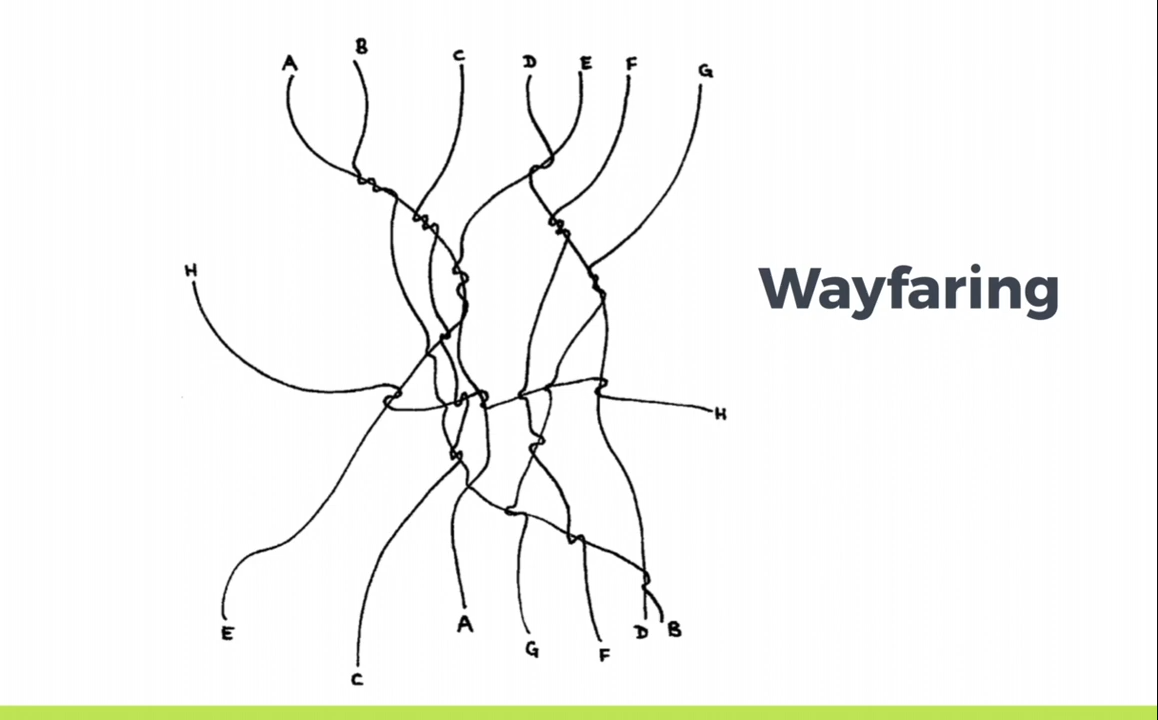 A B C D E F G
H
Wayfaring
H
E C A G F D B